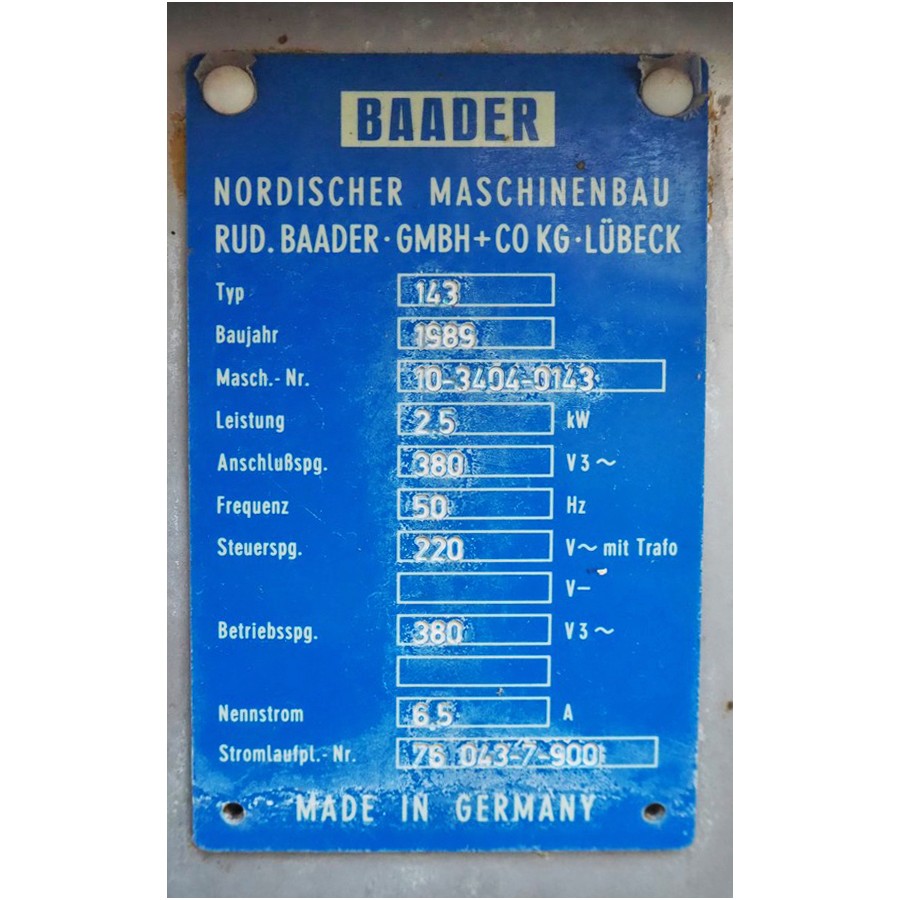 BAADER
NORDISCHER MASCHINENBAU
RUD. BAADER · GMBH + CO KG · LÜBECK
Typ 143
Baujahr 1989
Masch.- Nr. 10-3404-0143
Leistung 2,5 kW
Anschlußspg. 380 V 3 ~
Frequenz 50 Hz
Steuerspg. 220 V ~ mit Trafo
V –
Betriebsspg. 380 V 3 ~
Nennstrom 6,5 A
Stromlaufpl.- Nr. 76 043-7-900
MADE IN GERMANY